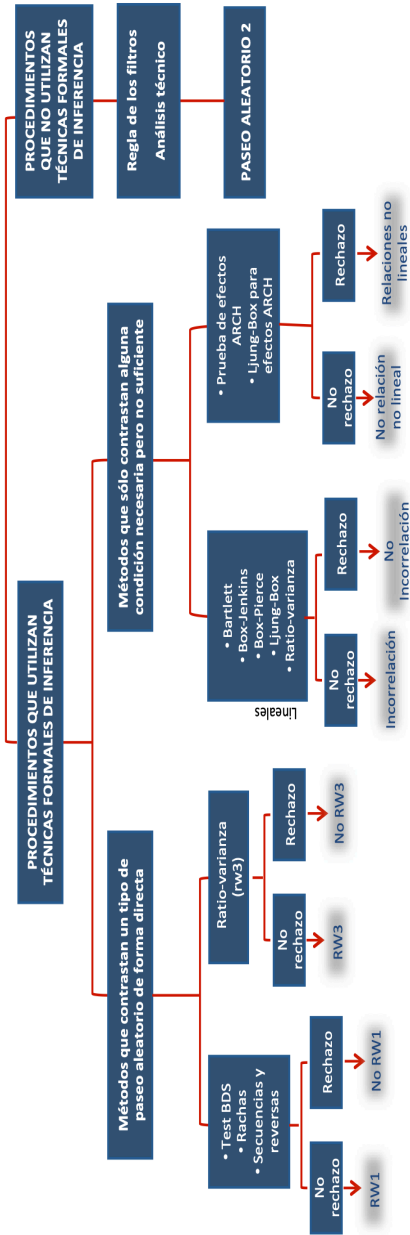 PROCEDIMIENTOS QUE UTILIZAN
TÉCNICAS FORMALES DE INFERENCIA
PROCEDIMIENTOS
QUE NO UTILIZAN
TÉCNICAS FORMALES
DE INFERENCIA
Métodos que contrastan un tipo de
paseo aleatorio de forma directa
Métodos que sólo contrastan alguna
condición necesaria pero no suficiente
Regla de los filtros
Análisis técnico
• Test BDS
• Rachas
• Secuencias y
reversas
Ratio-varianza
(rw3)
Lineales
• Bartlett
• Box-Jenkins
• Box-Pierce
• Ljung-Box
• Ratio-varianza
• Prueba de efectos
ARCH
• Ljung-Box para
efectos ARCH
PASEO ALEATORIO 2
No
rechazo
Rechazo
No
rechazo
Rechazo
No
rechazo
Rechazo
No
rechazo
Rechazo
RW1
No RW1
RW3
No RW3
Incorrelación
No
Incorrelación
No relación
no lineal
Relaciones no
lineales